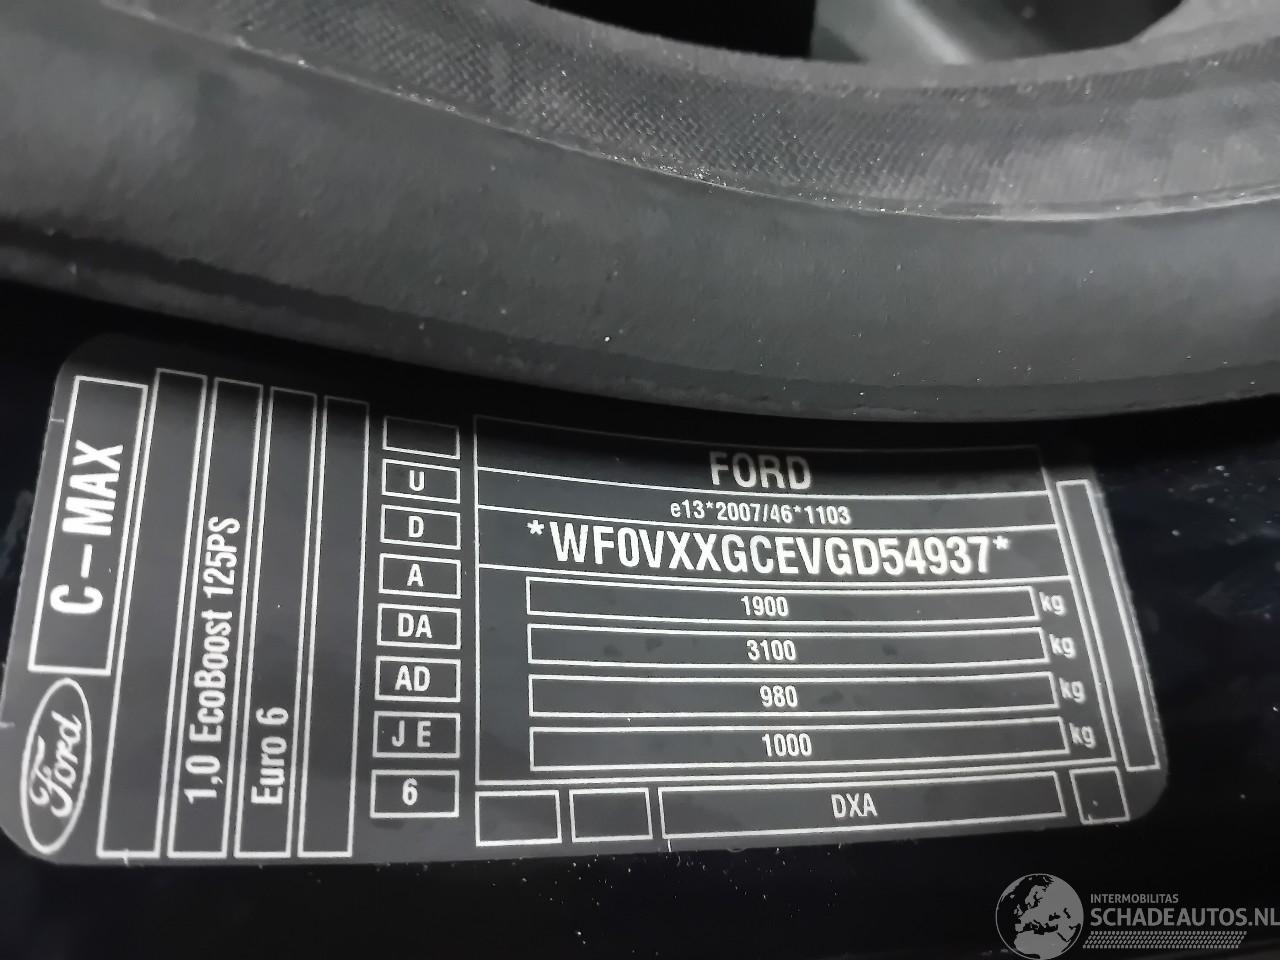 C-MAX
Ford
1,0 EcoBoost 125PS
Euro 6
U
D
A
DA
AD
J E
6
FORD
e13*2007/46*1103
*WF0VXXGCEVGD54937*
1900 kg
3100 kg
980 kg
1000 kg
DXA
INTERMOBILITAS
SCHADEAUTOS.NL